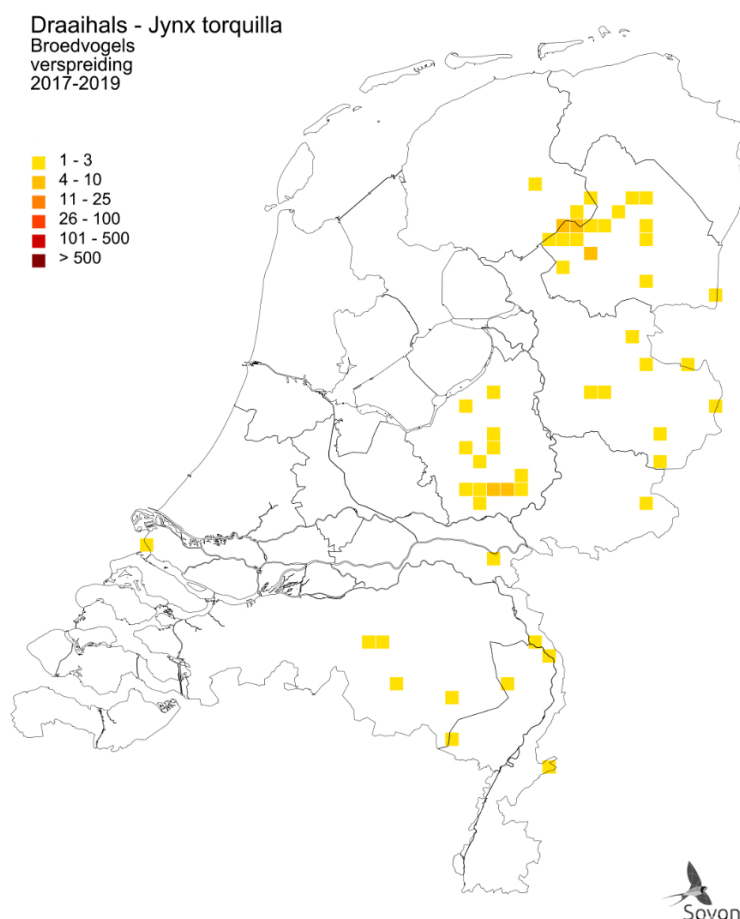 Draaihals - Jynx torquilla
Broedvogels
verspreiding
2017-2019
1 - 3
4 - 10
11 - 25
26 - 100
101 - 500
> 500
Sovon